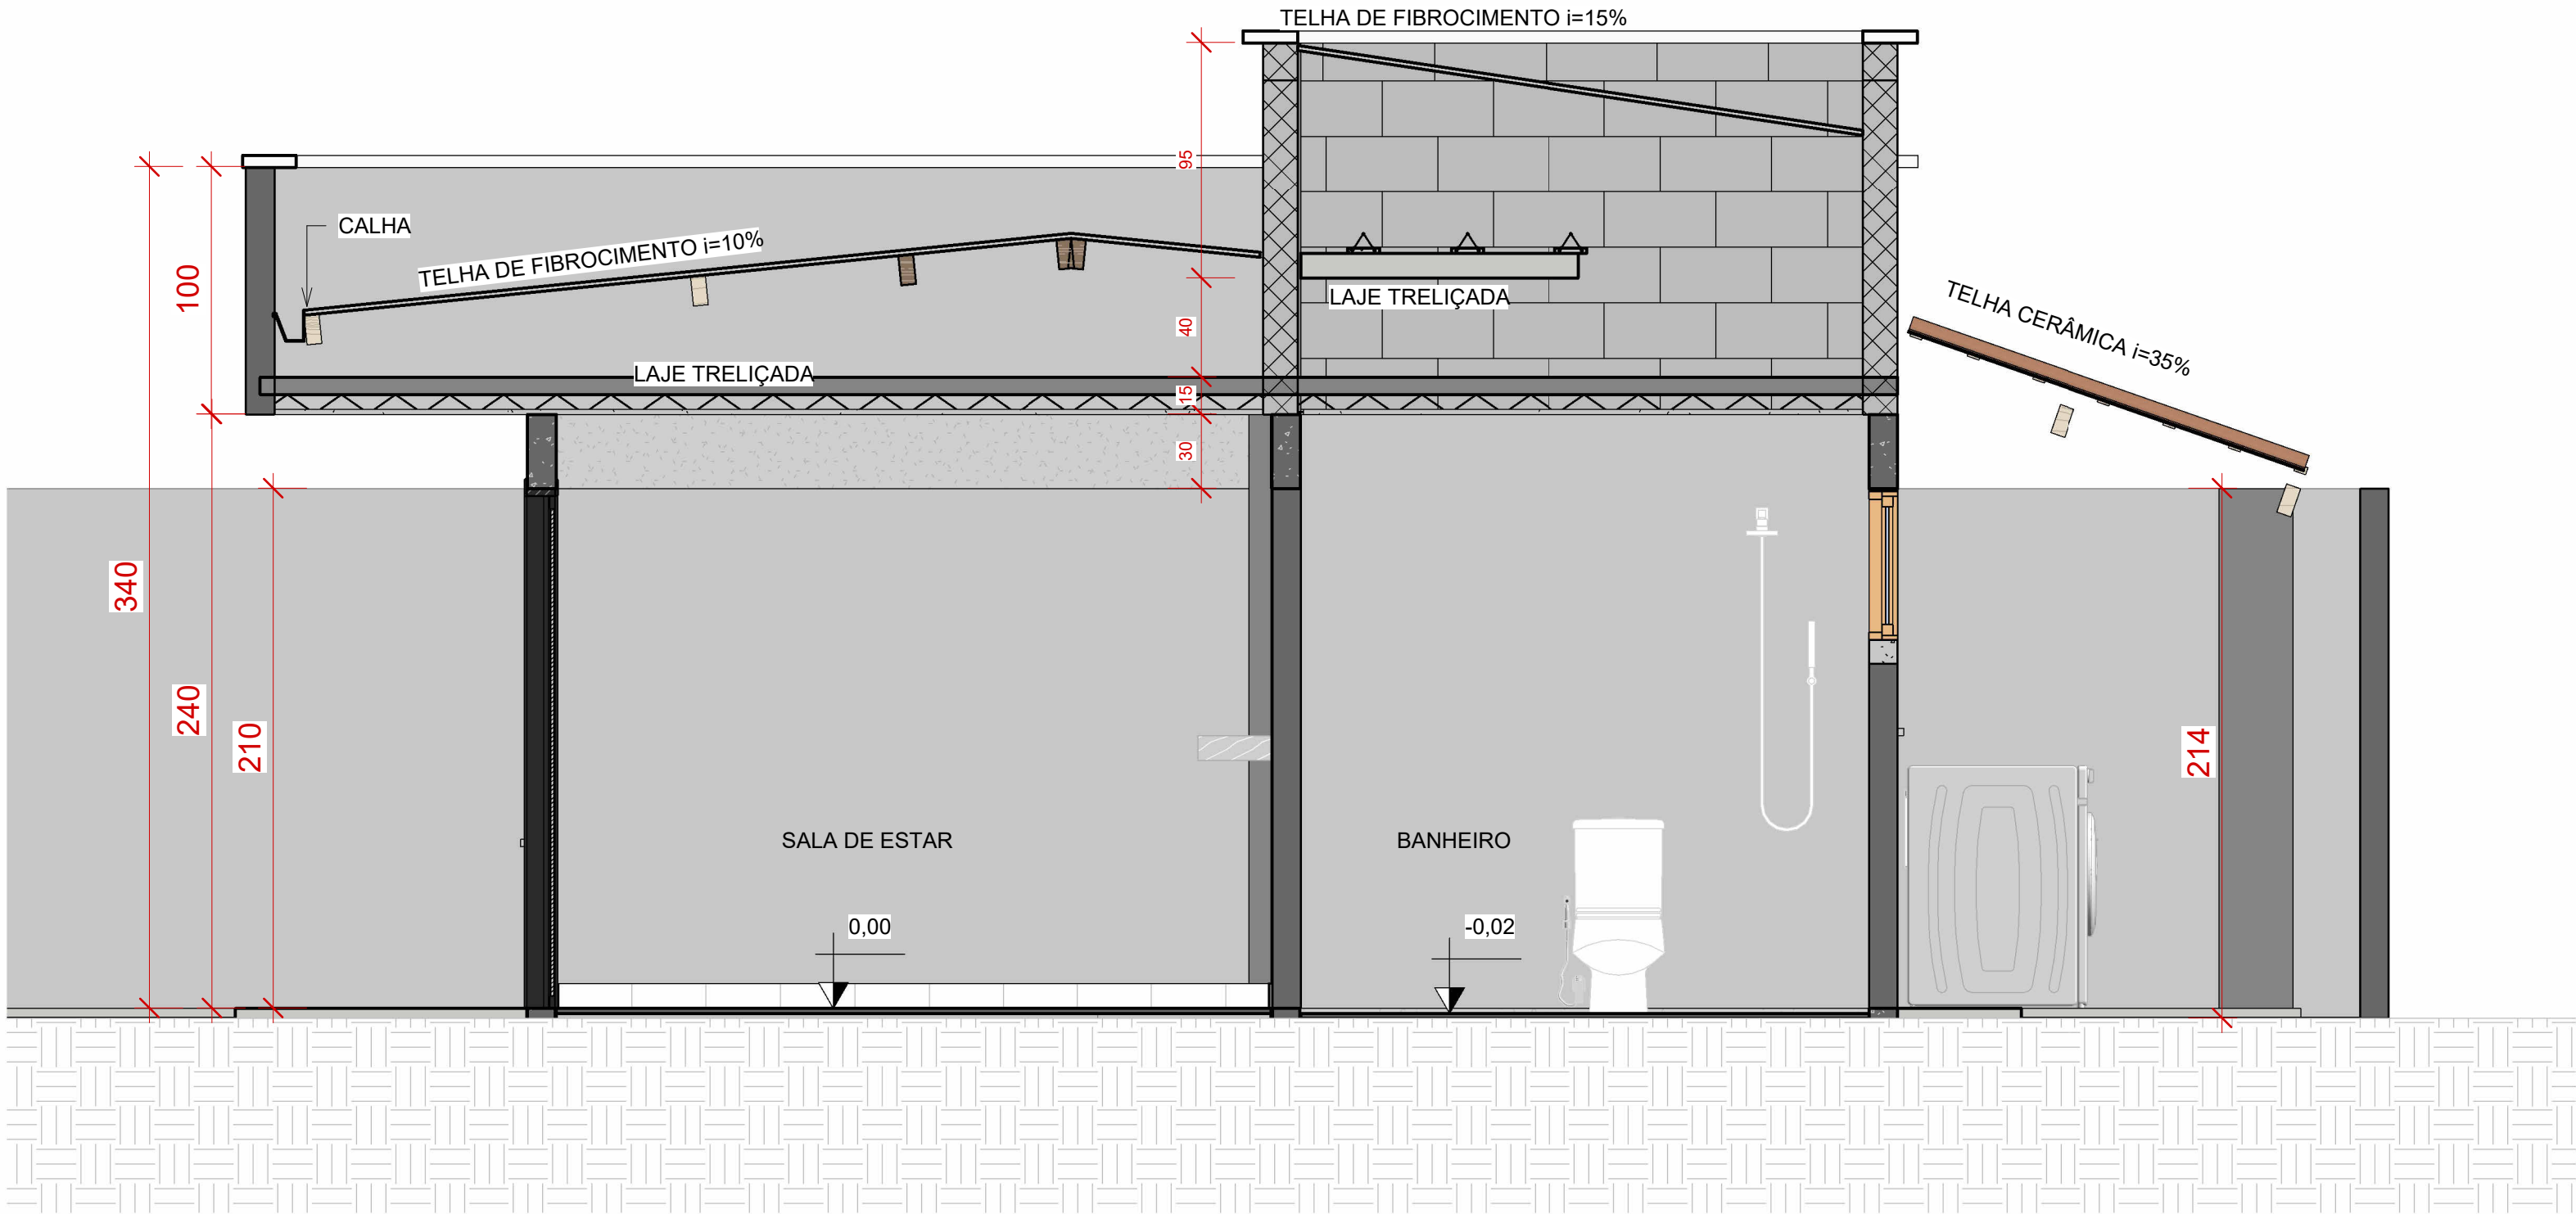 TELHA DE FIBROCIMENTO i=15%
95
CALHA
TELHA DE FIBROCIMENTO i=10%
100
LAJE TRELIÇADA
40
TELHA CERÂMICA i=35%
LAJE TRELIÇADA
15
30
340
240
210
214
SALA DE ESTAR
BANHEIRO
0,00
-0,02